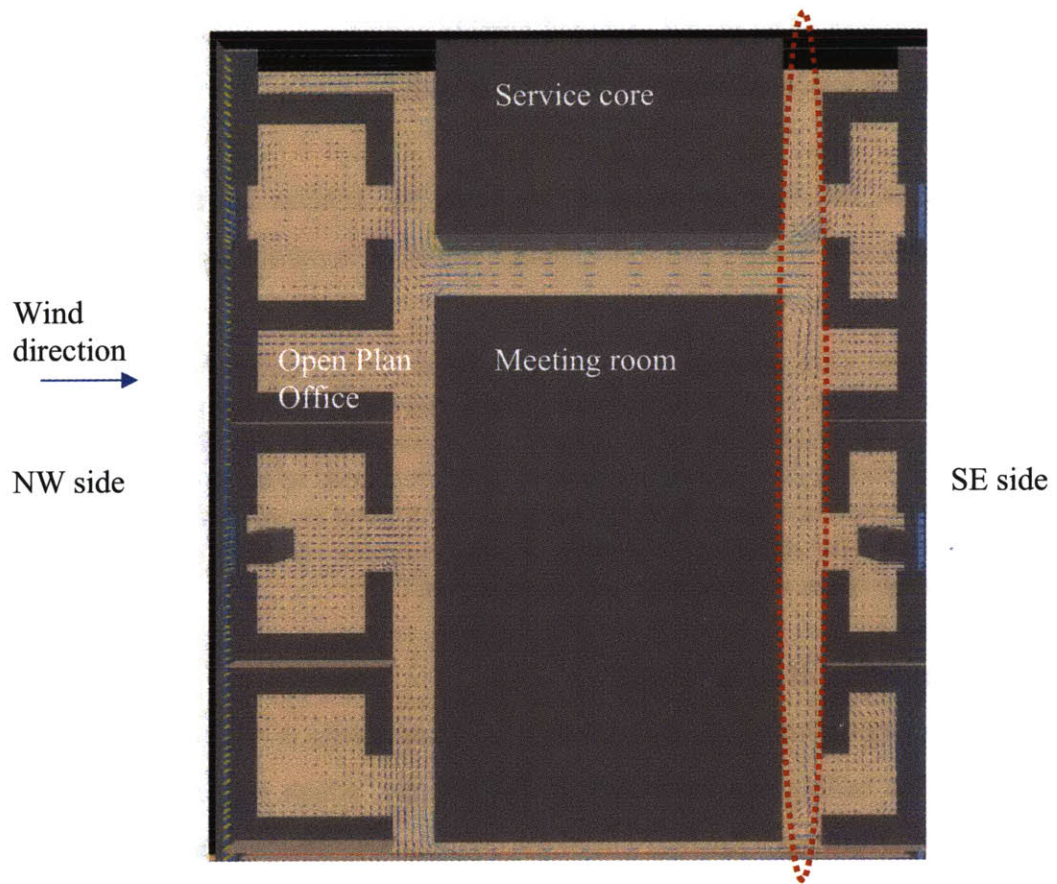 Service core
Wind
direction
Open Plan
Office
Meeting room
NW side
SE side